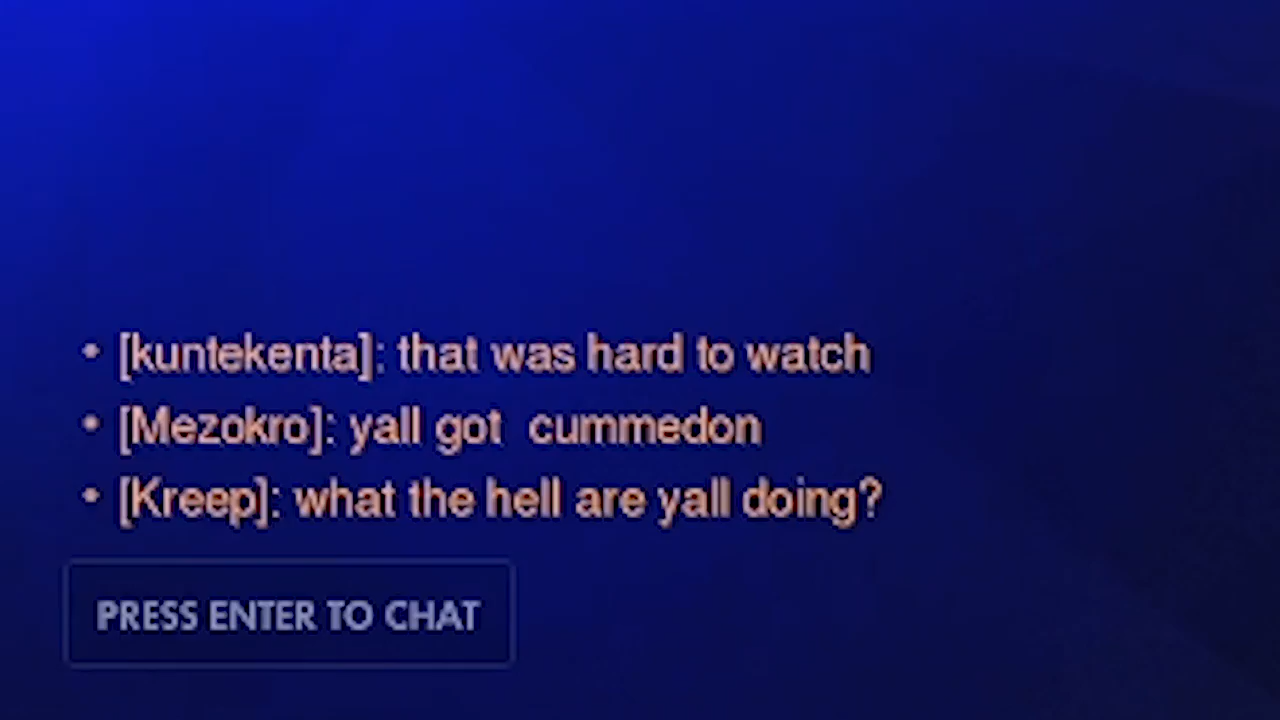 • [kuntekenta]: that was hard to watch
• [Mezokro]: yall got  cummedon
• [Kreep]: what the hell are yall doing?
PRESS ENTER TO CHAT